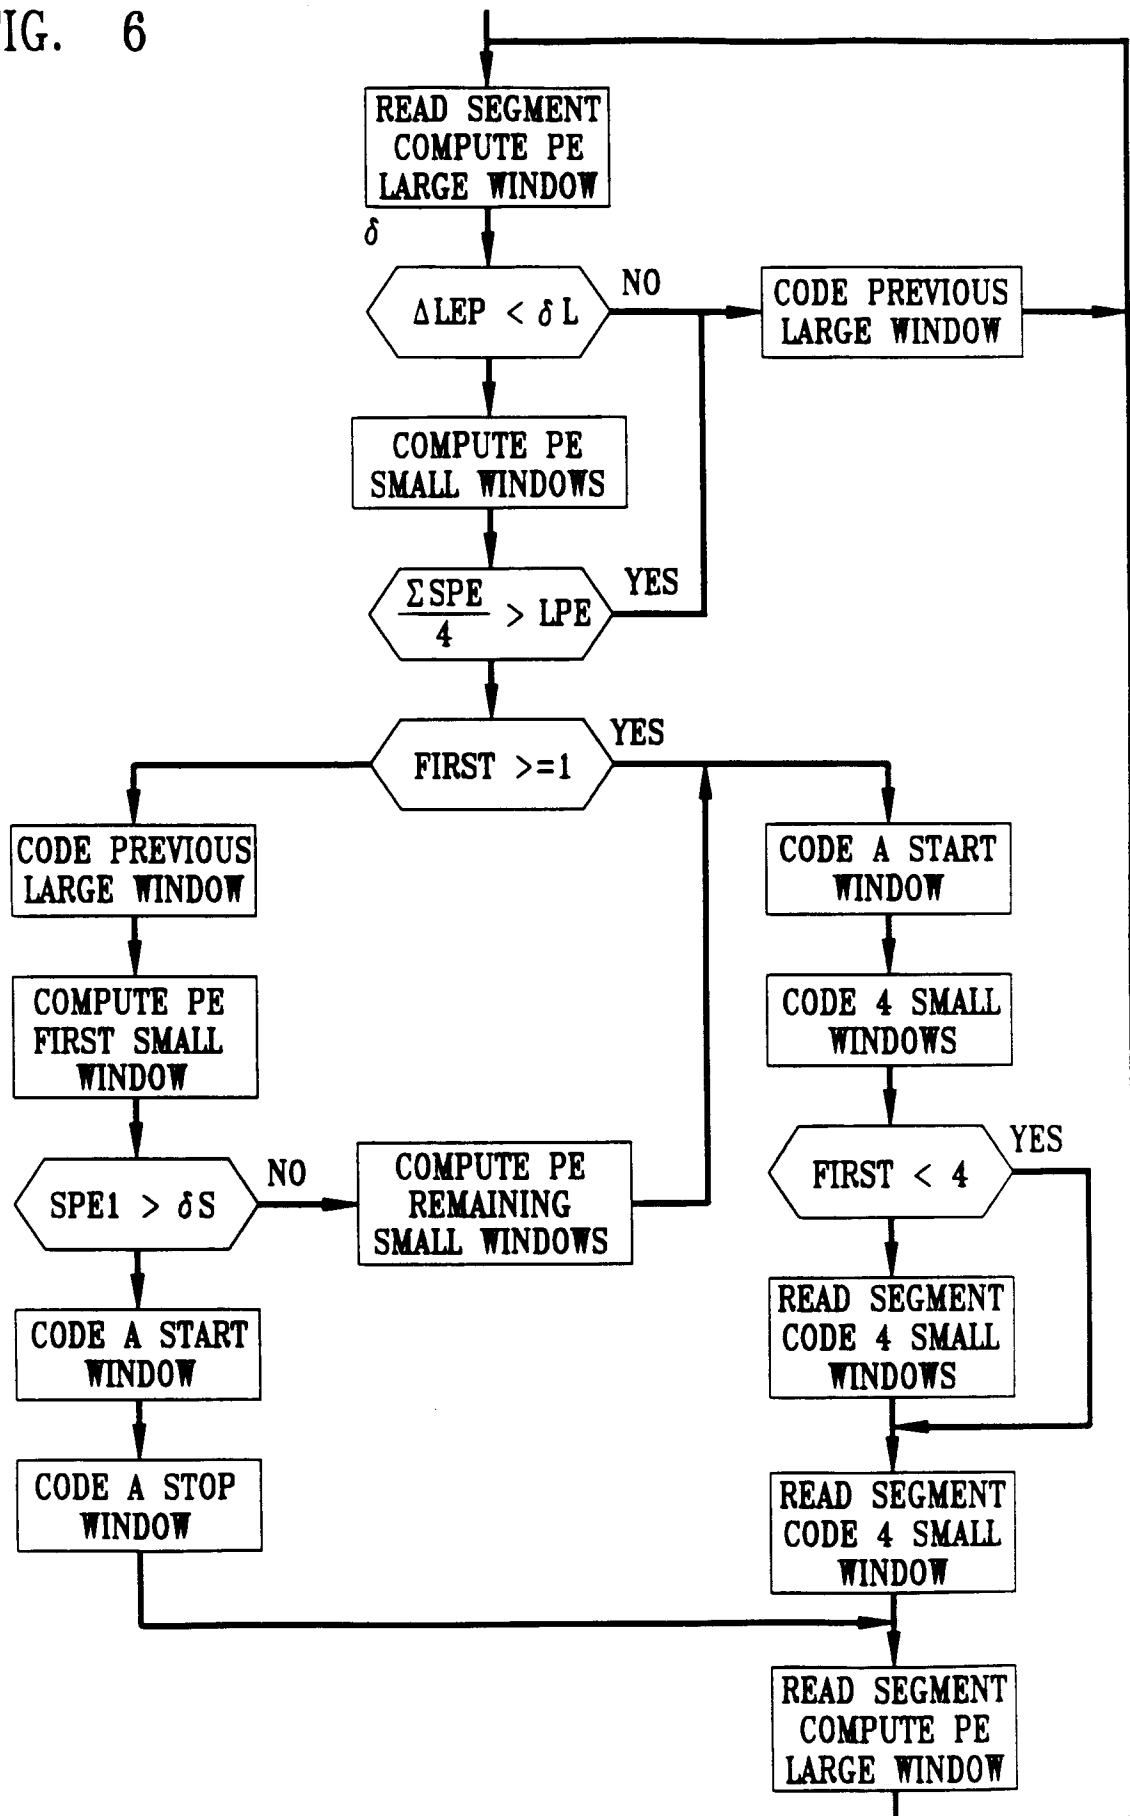 FIG. 6
READ SEGMENT
COMPUTE PE
LARGE WINDOW
δ
ΔLEP < δL
NO
CODE PREVIOUS
LARGE WINDOW
COMPUTE PE
SMALL WINDOWS
ΣSPE
4
> LPE
YES
FIRST >=1
YES
CODE PREVIOUS
LARGE WINDOW
CODE A START
WINDOW
COMPUTE PE
FIRST SMALL
WINDOW
CODE 4 SMALL
WINDOWS
SPE1 > δS
NO
COMPUTE PE
REMAINING
SMALL WINDOWS
FIRST < 4
YES
CODE A START
WINDOW
READ SEGMENT
CODE 4 SMALL
WINDOWS
CODE A STOP
WINDOW
READ SEGMENT
CODE 4 SMALL
WINDOW
READ SEGMENT
COMPUTE PE
LARGE WINDOW